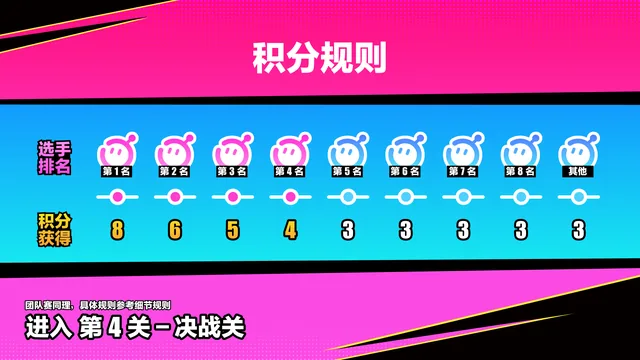 积分规则
选手
排名
第1名 第2名 第3名 第4名 第5名 第6名 第7名 第8名 其他
积分
获得
8 6 5 4 3 3 3 3 3
团队赛同理,具体规则参考细节规则
进入 第4关-决战关